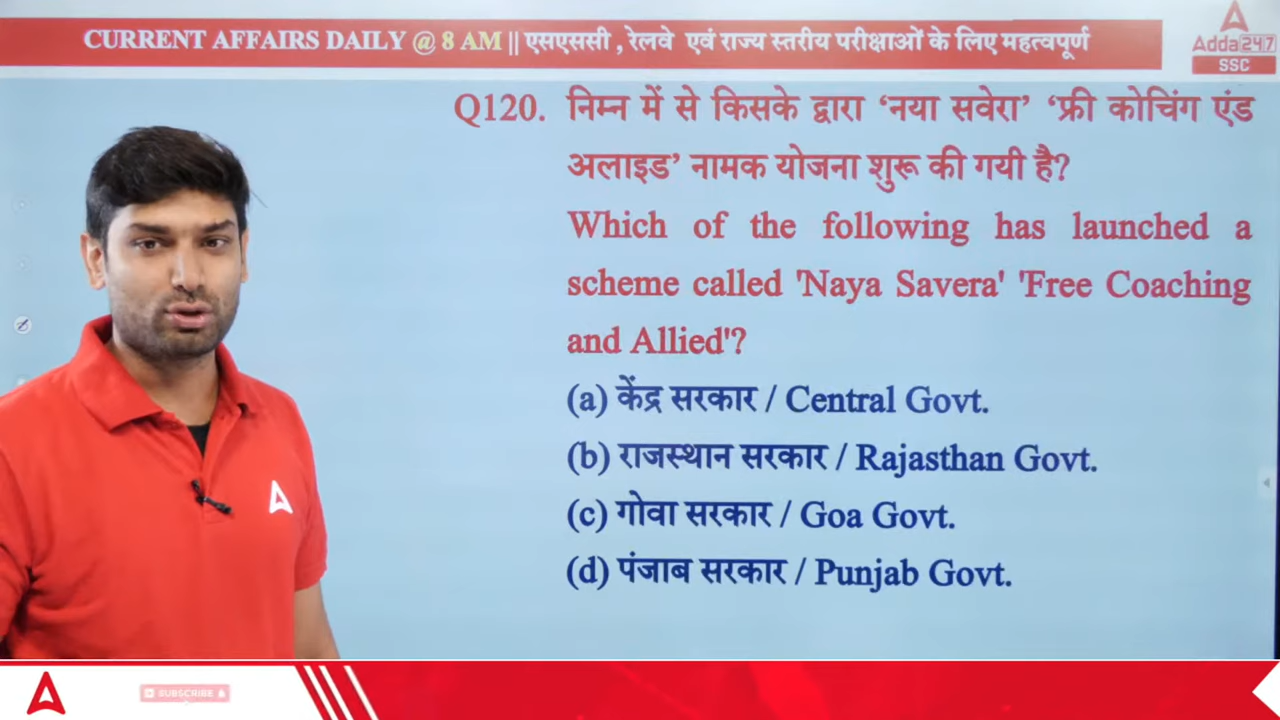 CURRENT AFFAIRS DAILY @ 8 AM || एसएससी , रेलवे एवं राज्य स्तरीय परीक्षाओं के लिए महत्वपूर्ण
Adda247
SSC
Q120. निम्न में से किसके द्वारा ‘नया सवेरा’ ‘फ्री कोचिंग एंड
अलाइड’ नामक योजना शुरू की गयी है?
Which of the following has launched a
scheme called 'Naya Savera' 'Free Coaching
and Allied'?
(a) केंद्र सरकार / Central Govt.
(b) राजस्थान सरकार / Rajasthan Govt.
(c) गोवा सरकार / Goa Govt.
(d) पंजाब सरकार / Punjab Govt.
SUBSCRIBE